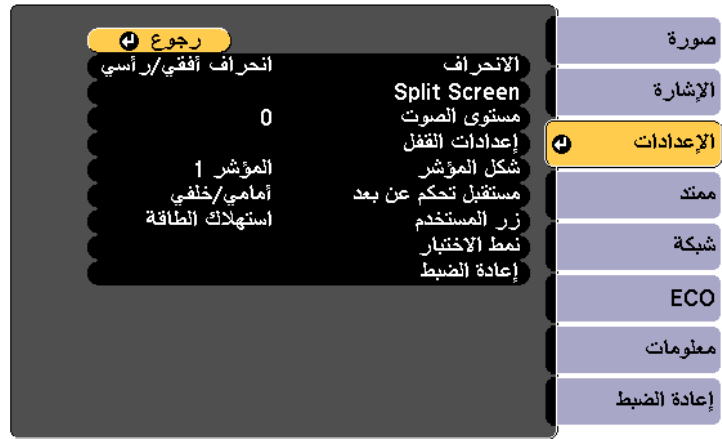 صورة
الإشارة
الإعدادات
ممتد
شبكة
ECO
معلومات
إعادة الضبط
رجوع
الانحراف انحراف أفقي/رأسي
Split Screen
مستوى الصوت 0
إعدادات القفل
شكل المؤشر المؤشر 1
مستقبل تحكم عن بعد أمامي/خلفي
زر المستخدم استهلاك الطاقة
نمط الاختبار
إعادة الضبط